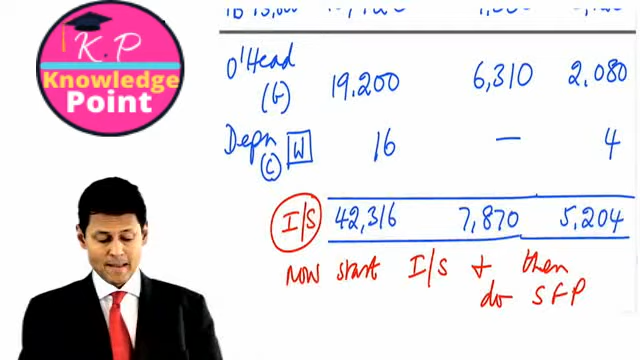 K.P
Knowledge
Point
O'Head 19,200 6,310 2,080
(b)
Depn W 16 — 4
(c)
I/S 42,316 7,870 5,204
now start I/S + then
do SFP